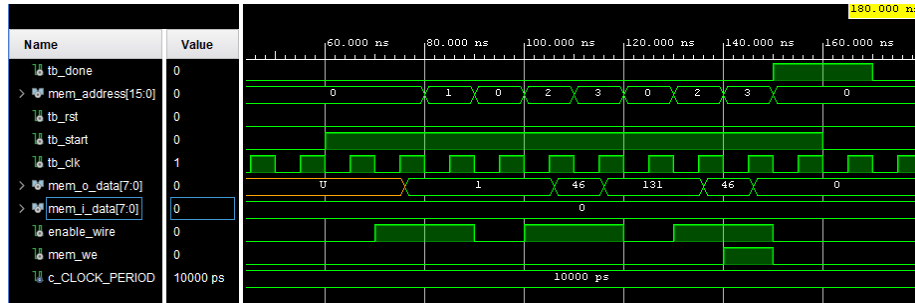 180.000 n
Name Value
60.000 ns 80.000 ns 100.000 ns 120.000 ns 140.000 ns 160.000 ns
tb_done 0
mem_address[15:0] 0 0 1 0 2 3 0 2 3 0
tb_rst 0
tb_start 0
tb_clk 1
mem_o_data[7:0] 0 U 1 46 131 46 0
mem_i_data[7:0] 0 0
enable_wire 0
mem_we 0
c_CLOCK_PERIOD 10000 ps 10000 ps